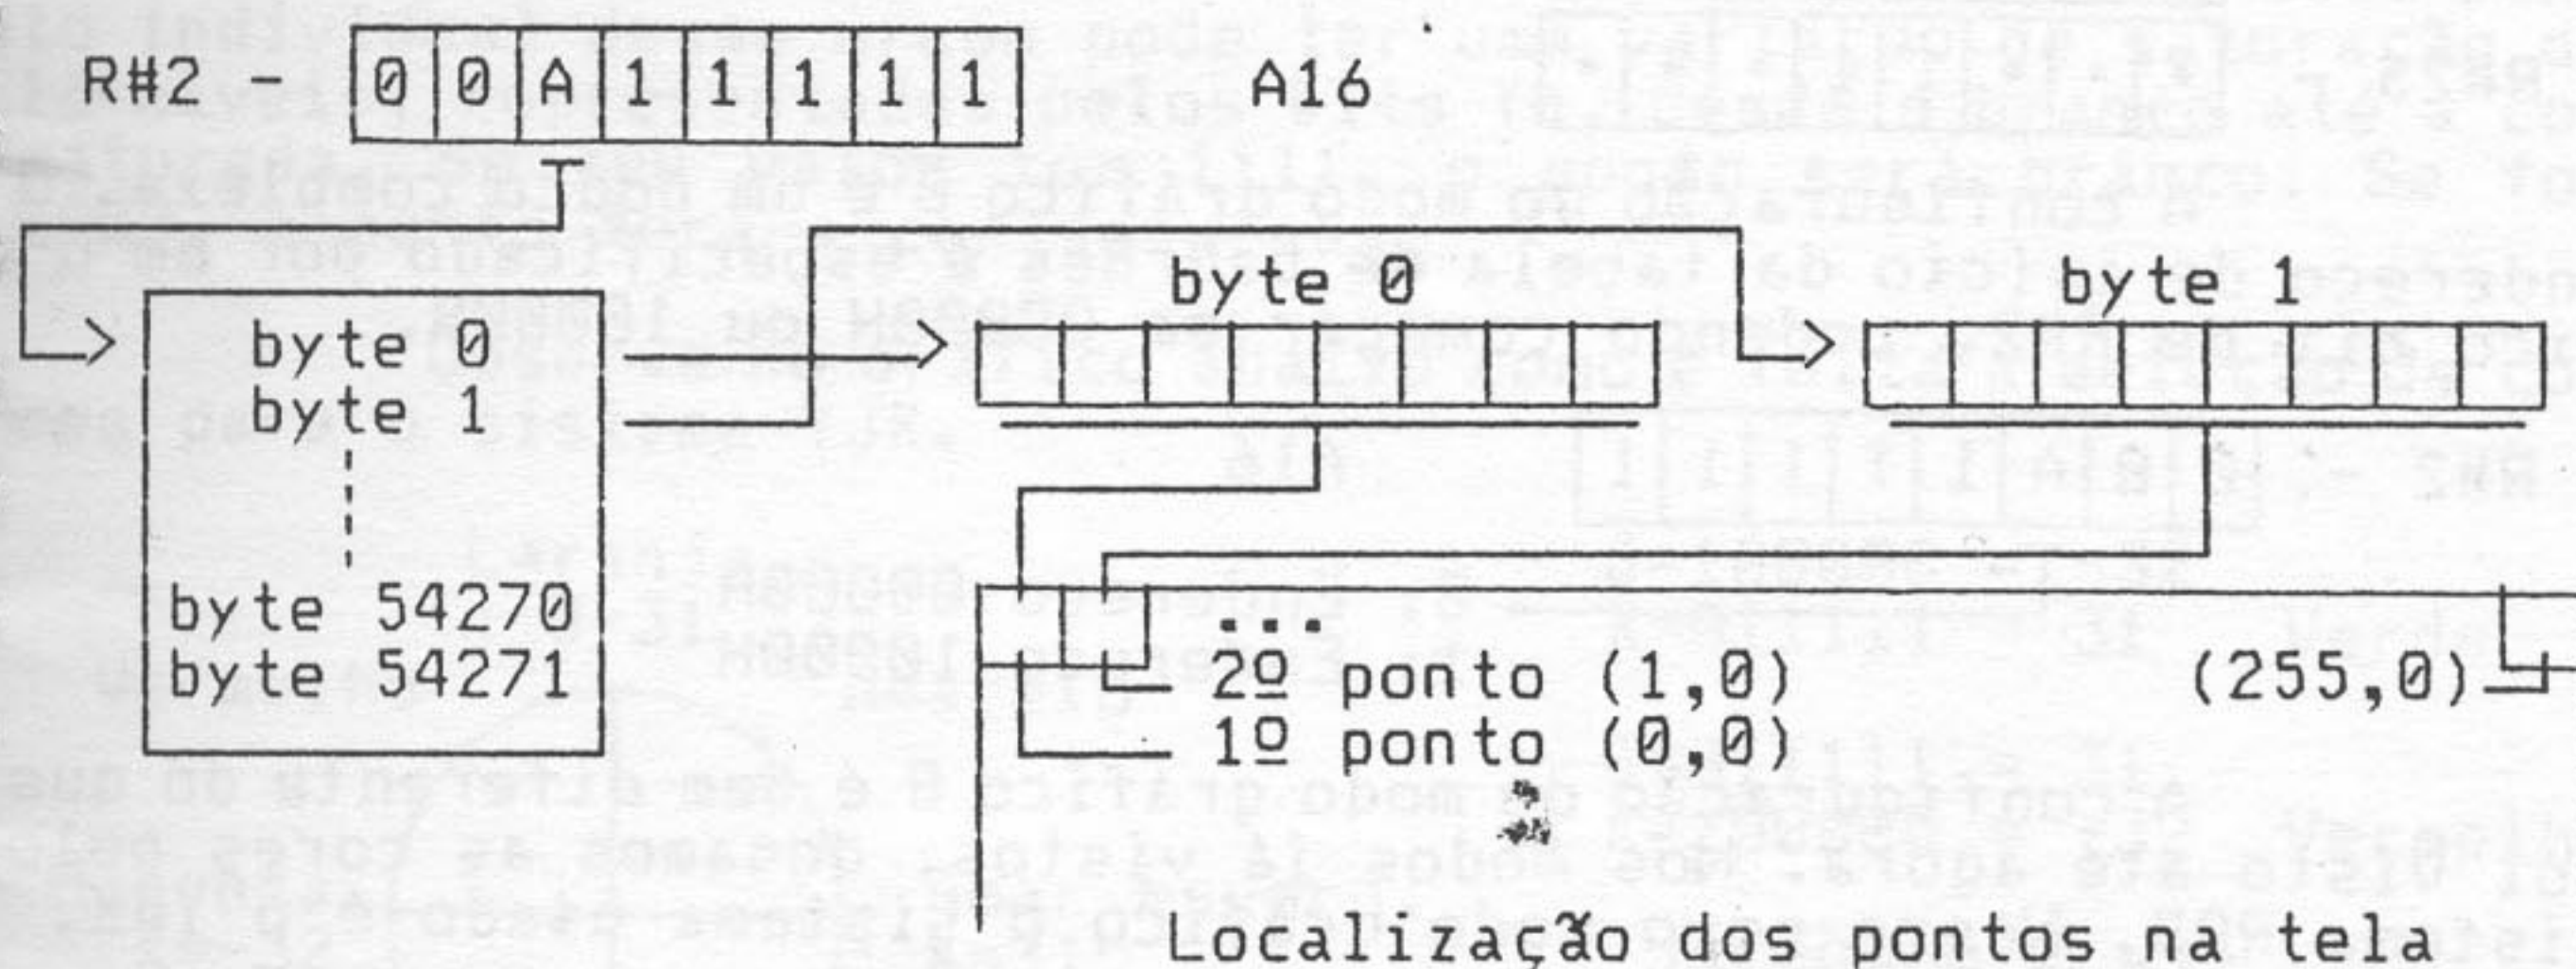 R#2 - 0 0 A 1 1 1 1 1 A16
byte 0 byte 1
byte 0
byte 1
byte 54270
byte 54271
...
2º ponto (1,0) (255,0)
1º ponto (0,0)
Localização dos pontos na tela